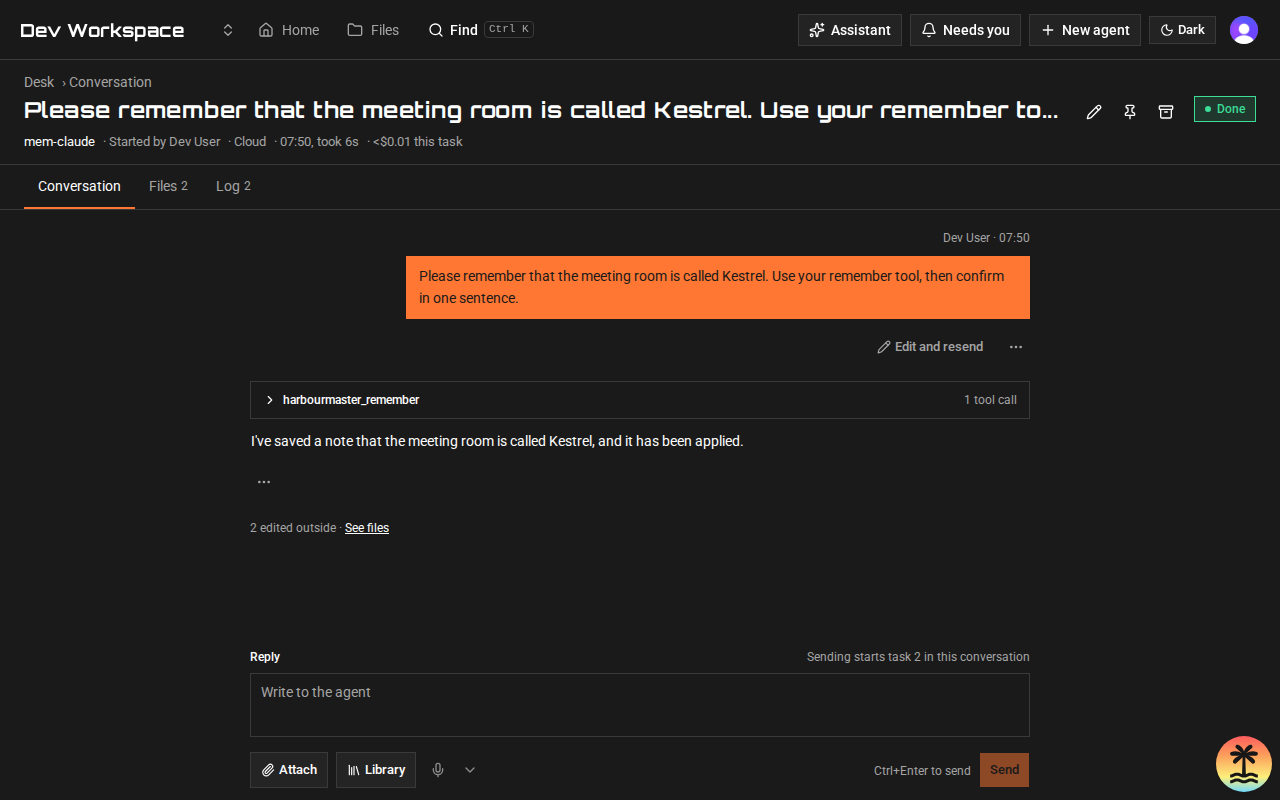 Dev Workspace
Home
Files
Find
Ctrl K
Assistant
Needs you
New agent
Dark
Desk › Conversation
Please remember that the meeting room is called Kestrel. Use your remember to...
Done
mem-claude · Started by Dev User · Cloud · 07:50, took 6s · <$0.01 this task
Conversation
Files 2
Log 2
Dev User · 07:50
Please remember that the meeting room is called Kestrel. Use your remember tool, then confirm
in one sentence.
Edit and resend
harbourmaster_remember
1 tool call
I've saved a note that the meeting room is called Kestrel, and it has been applied.
2 edited outside · See files
Reply
Sending starts task 2 in this conversation
Write to the agent
Attach
Library
Ctrl+Enter to send
Send